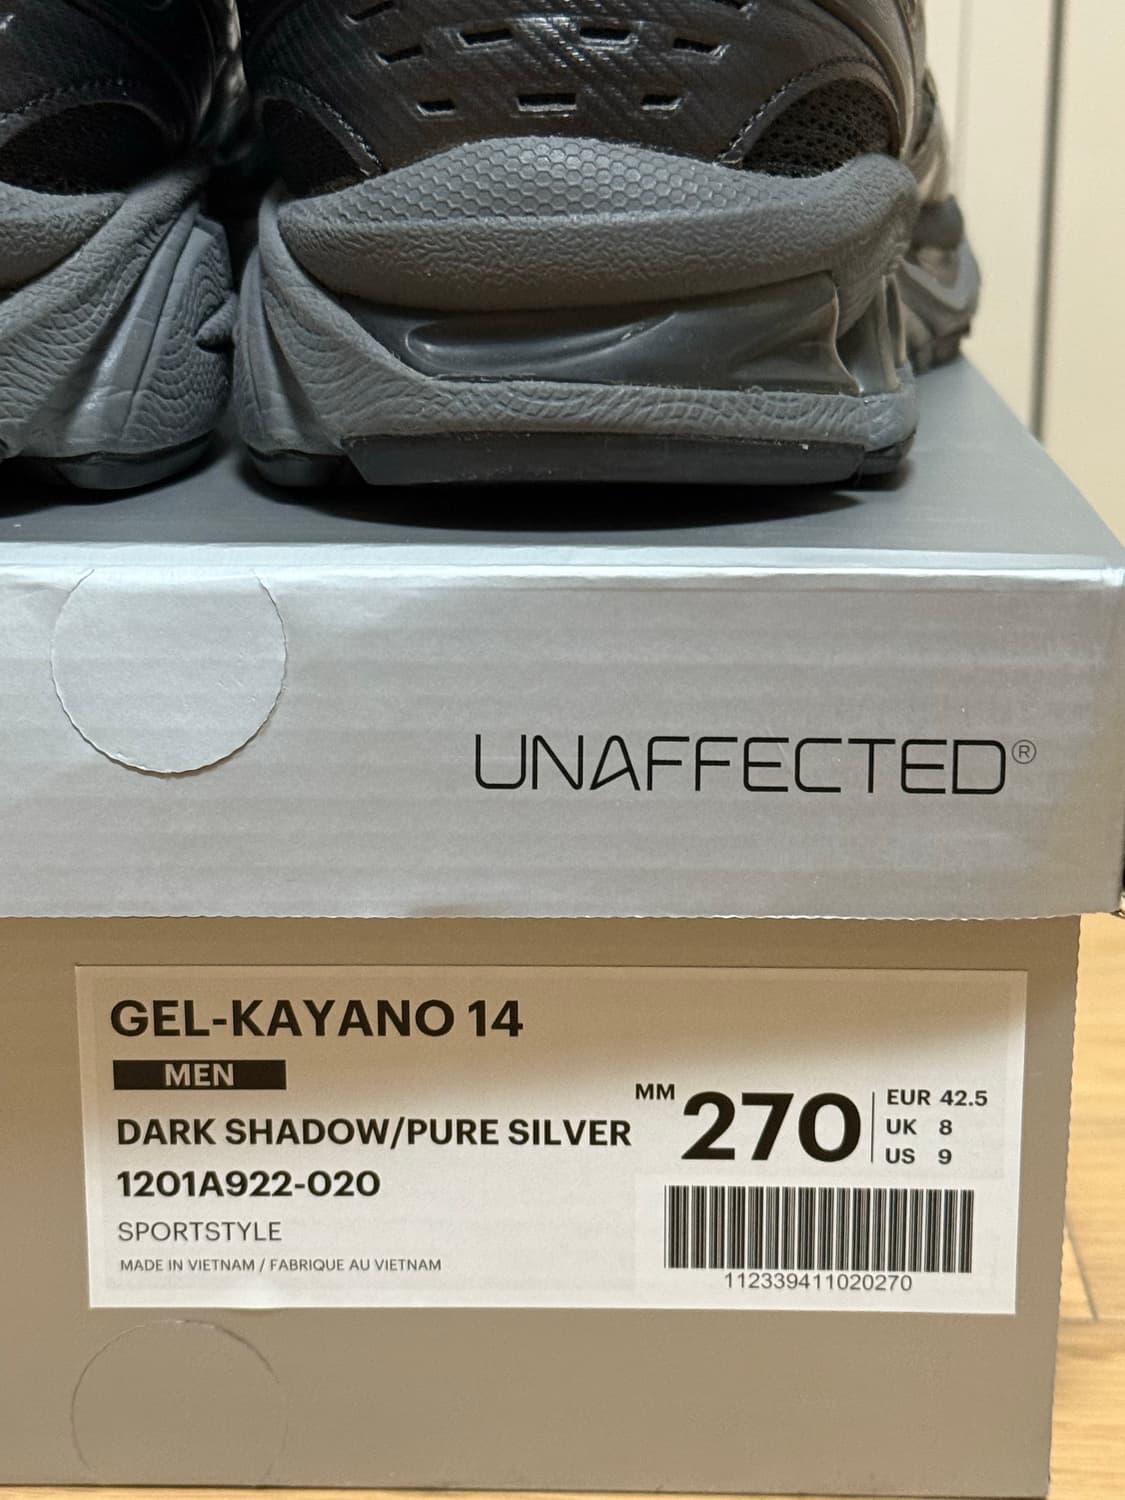 UNAFFECTED®
GEL-KAYANO 14
MEN
DARK SHADOW/PURE SILVER
1201A922-020
SPORTSTYLE
MADE IN VIETNAM / FABRIQUE AU VIETNAM
MM 270
EUR 42.5
UK 8
US 9
112339411020270